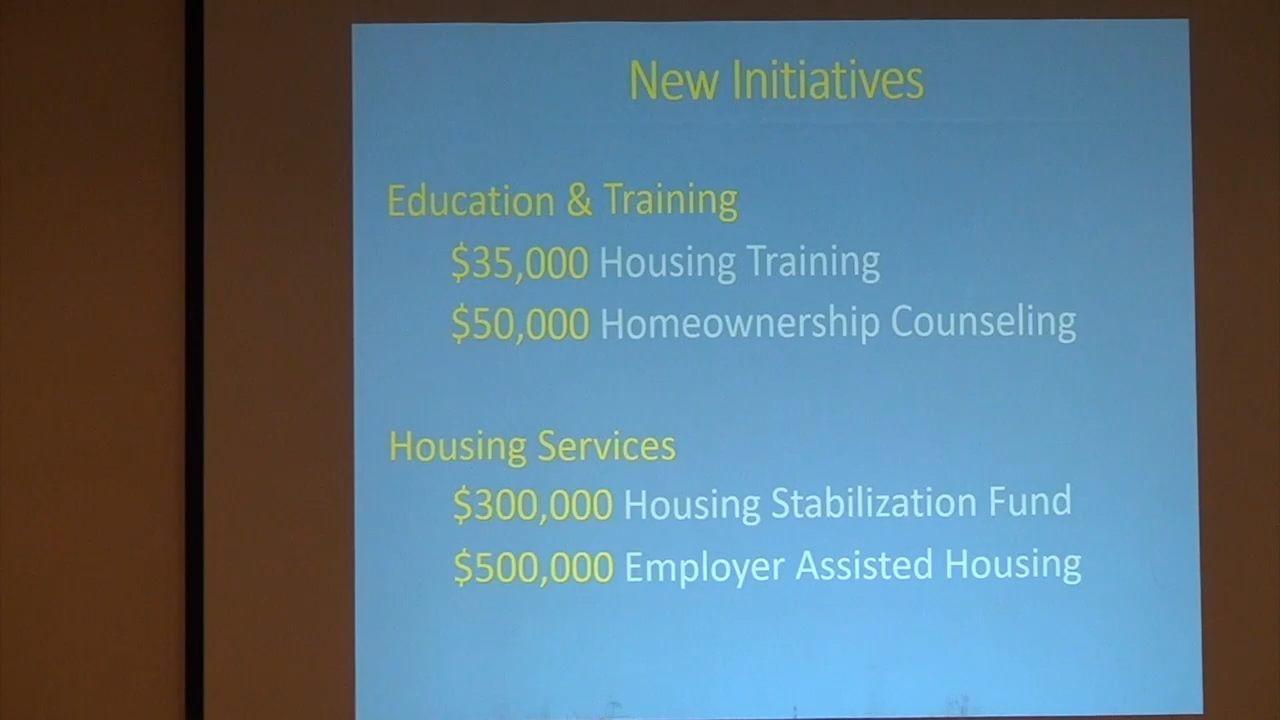 New Initiatives
Education & Training
$35,000 Housing Training
$50,000 Homeownership Counseling
Housing Services
$300,000 Housing Stabilization Fund
$500,000 Employer Assisted Housing